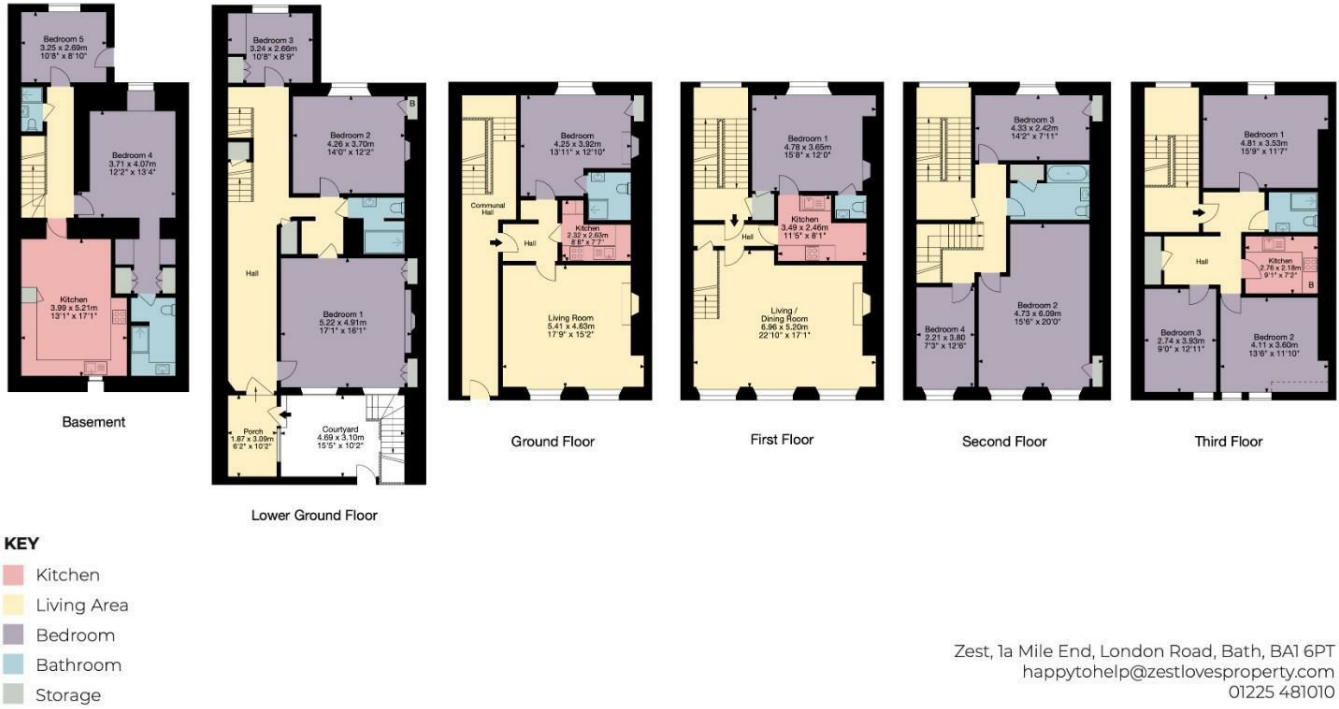 Bedroom 5
3.25 x 2.69m
10'8" x 8'10"
Bedroom 4
3.71 x 4.07m
12'2" x 13'4"
Kitchen
3.99 x 5.21m
13'1" x 17'1"
Basement
Bedroom 3
3.24 x 2.66m
10'8" x 8'9"
B
Bedroom 2
4.26 x 3.70m
14'0" x 12'2"
Hall
Bedroom 1
5.22 x 4.91m
17'1" x 16'1"
Porch
1.87 x 3.09m
6'2" x 10'2"
Courtyard
4.69 x 3.10m
15'5" x 10'2"
Lower Ground Floor
Bedroom
4.25 x 3.92m
13'11" x 12'10"
Communal
Hall
Kitchen
2.32 x 2.63m
8'8" x 7'7"
Hall
Living Room
5.41 x 4.63m
17'9" x 15'2"
Ground Floor
Bedroom 1
4.78 x 3.65m
15'8" x 12'0"
Kitchen
3.49 x 2.46m
11'5" x 8'1"
Hall
Living /
Dining Room
6.96 x 5.20m
22'10" x 17'1"
First Floor
Bedroom 3
4.33 x 2.42m
14'2" x 7'11"
Bedroom 2
4.73 x 6.09m
15'6" x 20'0"
Bedroom 4
2.21 x 3.80
7'3" x 12'6"
Second Floor
Bedroom 1
4.81 x 3.53m
15'9" x 11'7"
Hall
Kitchen
2.76 x 2.18m
9'1" x 7'2"
B
Bedroom 3
2.74 x 3.93m
9'0" x 12'11"
Bedroom 2
4.11 x 3.60m
13'6" x 11'10"
Third Floor
KEY
Kitchen
Living Area
Bedroom
Bathroom
Storage
Zest, 1a Mile End, London Road, Bath, BA1 6PT
happytohelp@zestlovesproperty.com
01225 481010